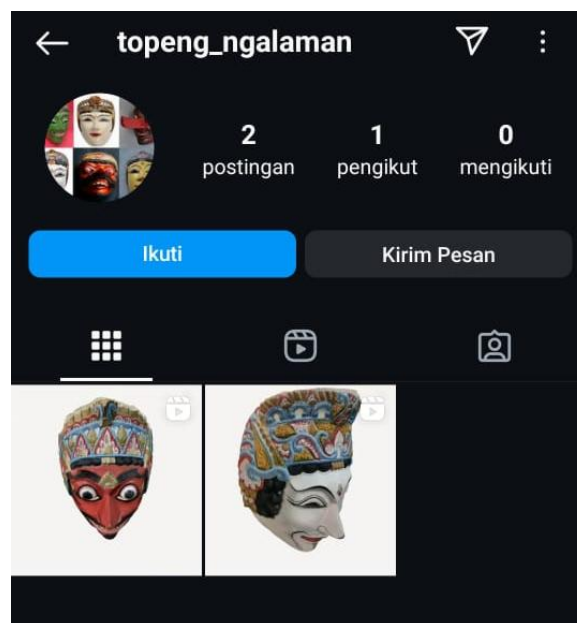 topeng_ngalaman
2 1 0
postingan pengikut mengikuti
Ikuti Kirim Pesan